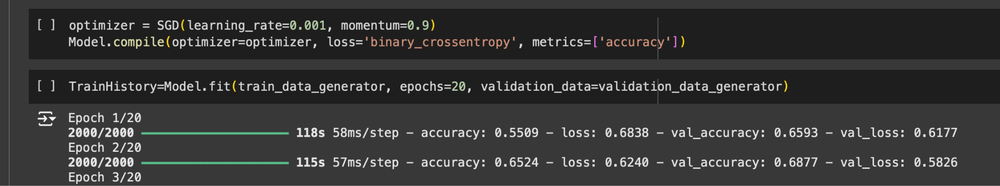 [ ] optimizer = SGD(learning_rate=0.001, momentum=0.9)
Model.compile(optimizer=optimizer, loss='binary_crossentropy', metrics=['accuracy'])
[ ] TrainHistory=Model.fit(train_data_generator, epochs=20, validation_data=validation_data_generator)
Epoch 1/20
2000/2000 118s 58ms/step - accuracy: 0.5509 - loss: 0.6838 - val_accuracy: 0.6593 - val_loss: 0.6177
Epoch 2/20
2000/2000 115s 57ms/step - accuracy: 0.6524 - loss: 0.6240 - val_accuracy: 0.6877 - val_loss: 0.5826
Epoch 3/20